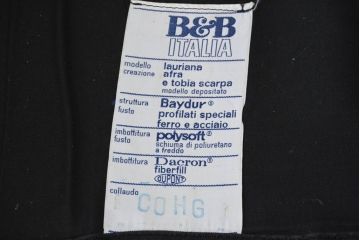 B&B
ITALIA
modello lauriana
creazione afra
e tobia scarpa
modello depositato
struttura Baydur®
fusto profilati speciali
ferro e acciaio
imbottitura polysoft®
fusto schiuma di poliuretano
a freddo
imbottitura Dacron®
fiberfill
DUPONT
collaudo COHG